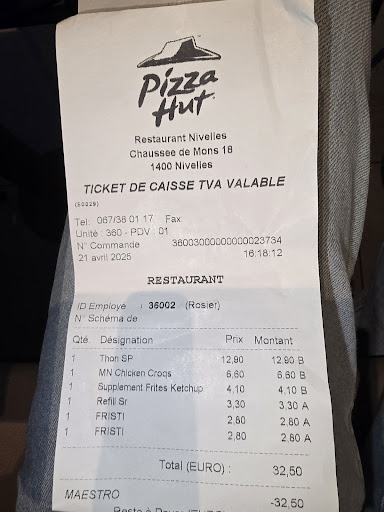 Pizza
Hut
Restaurant Nivelles
Chaussee de Mons 18
1400 Nivelles
TICKET DE CAISSE TVA VALABLE
(50029)
Tel: 067/38 01 17 Fax
Unité : 360 - PDV : 01
N° Commande 36003000000000023734
21 avril 2025 16:18:12
RESTAURANT
ID Employé : 36002 (Rosier)
N° Schéma de
Qté Désignation Prix Montant
1 Thon SP 12,90 12,90 B
1 MN Chicken Croqs 6,60 6,60 B
1 Supplement Frites Ketchup 4,10 4,10 B
1 Refill Sr 3,30 3,30 A
1 FRISTI 2,80 2,80 A
1 FRISTI 2,80 2,80 A
Total (EURO) : 32,50
MAESTRO -32,50